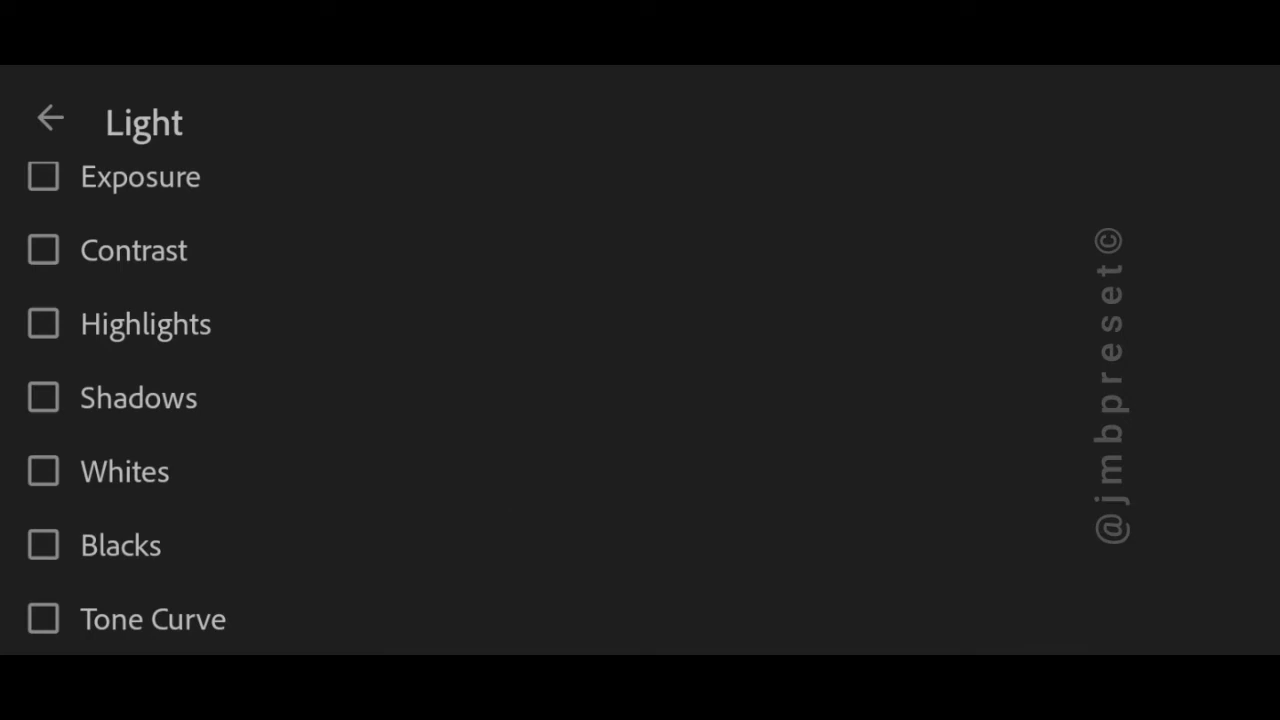 Light
Exposure
Contrast
Highlights
Shadows
Whites
Blacks
Tone Curve
@jmbpreset©